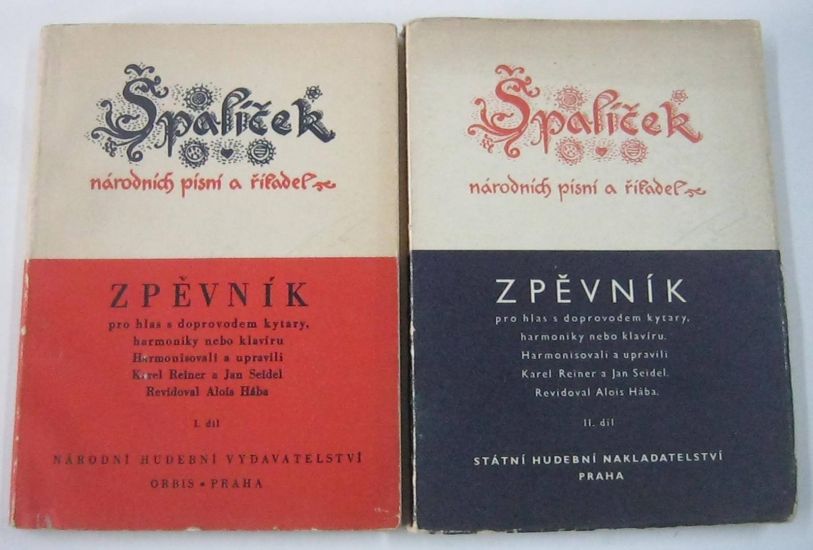 Špalíček
národních písní a říkadel
ZPĚVNÍK
pro hlas s doprovodem kytary,
harmoniky nebo klavíru
Harmonisovali a upravili
Karel Reiner a Jan Seidel
Revidoval Alois Hába
I. díl
NÁRODNÍ HUDEBNÍ VYDAVATELSTVÍ
ORBIS • PRAHA
Špalíček
národních písní a říkadel
ZPĚVNÍK
pro hlas s doprovodem kytary,
harmoniky nebo klavíru.
Harmonisovali a upravili
Karel Reiner a Jan Seidel.
Revidoval Alois Hába.
II. díl
STÁTNÍ HUDEBNÍ NAKLADATELSTVÍ
PRAHA